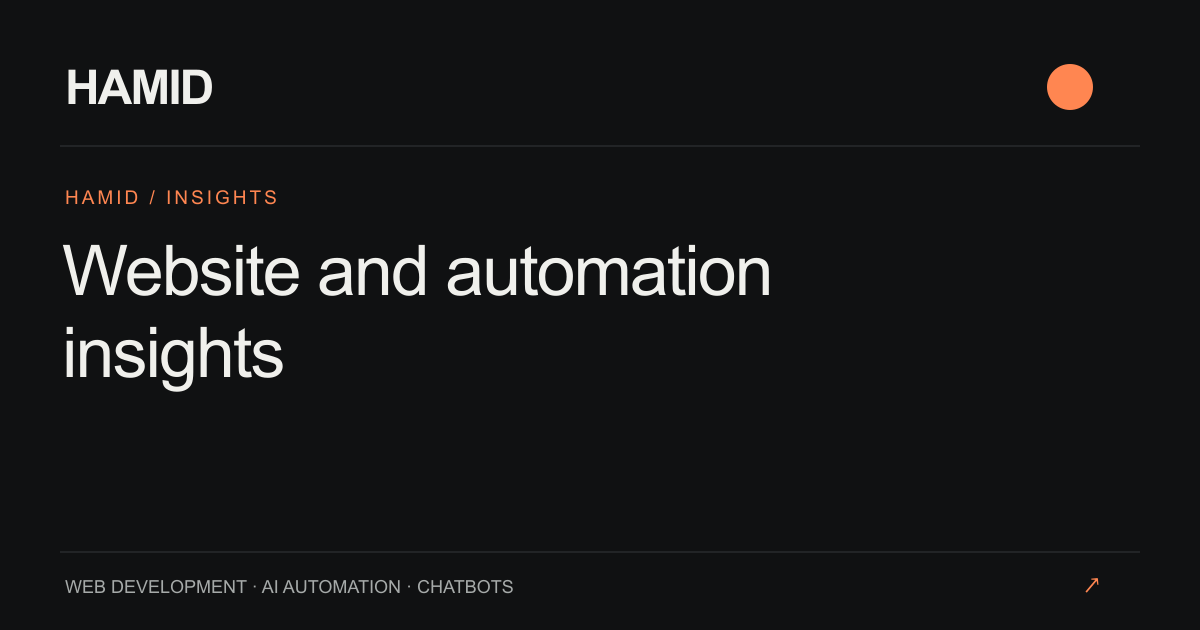 HAMID
HAMID / INSIGHTS
Website and automation
insights
WEB DEVELOPMENT · AI AUTOMATION · CHATBOTS
↗